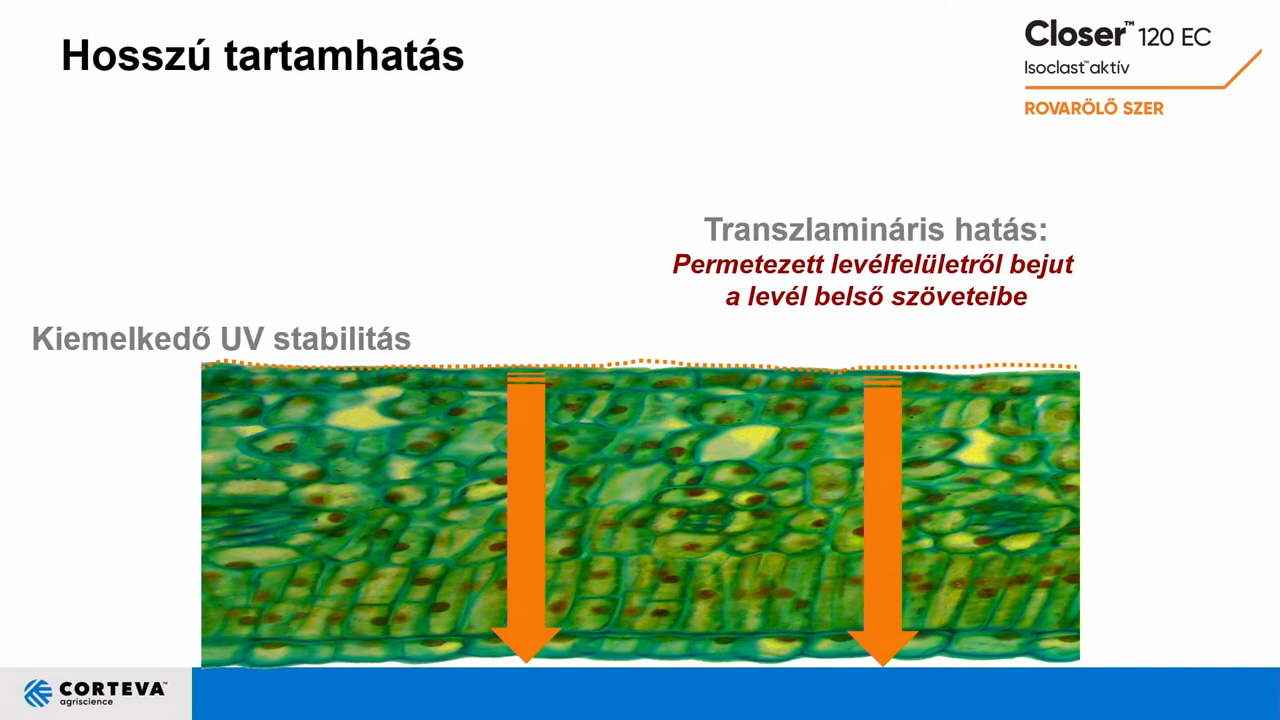 Hosszú tartamhatás
Closer™ 120 EC
Isoclast™aktív
ROVARÖLŐ SZER
Transzlamináris hatás:
Permetezett levélfelületről bejut
a levél belső szöveteibe
Kiemelkedő UV stabilitás
CORTEVA™
agriscience